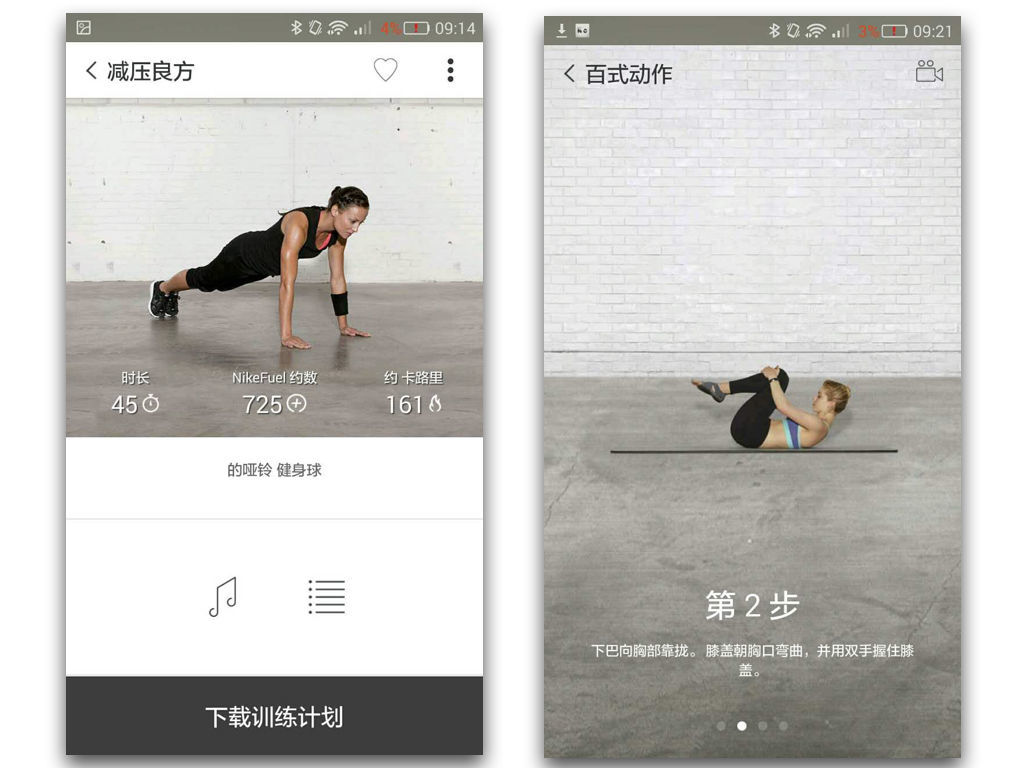 4% 09:14
减压良方
时长
NikeFuel 约数
约 卡路里
45
725
161
的哑铃 健身球
下载训练计划
3% 09:21
百式动作
第 2 步
下巴向胸部靠拢。膝盖朝胸口弯曲，并用双手握住膝
盖。